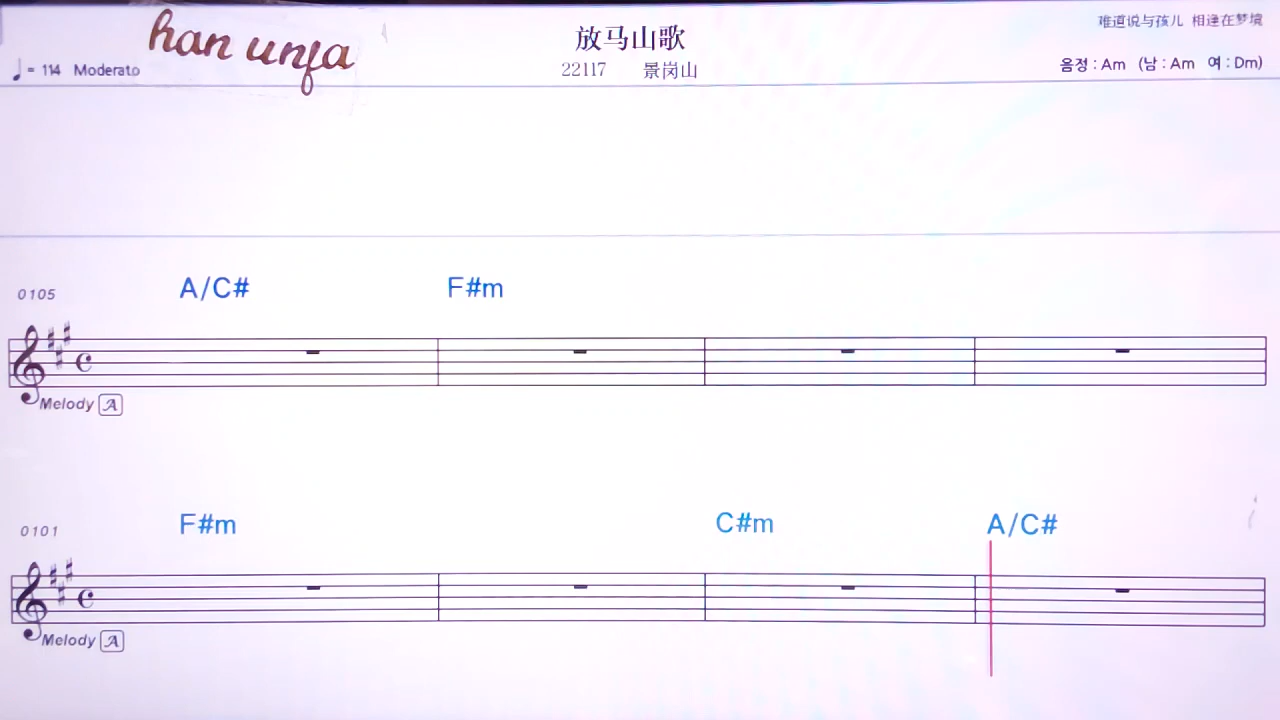 han unfa
♩= 114 Moderato
放马山歌
22117 景岗山
难道说与孩儿 相逢在梦境
음정 : Am (남 : Am 여 : Dm)
0105 A/C# F#m
Melody A
0101 F#m C#m A/C#
Melody A